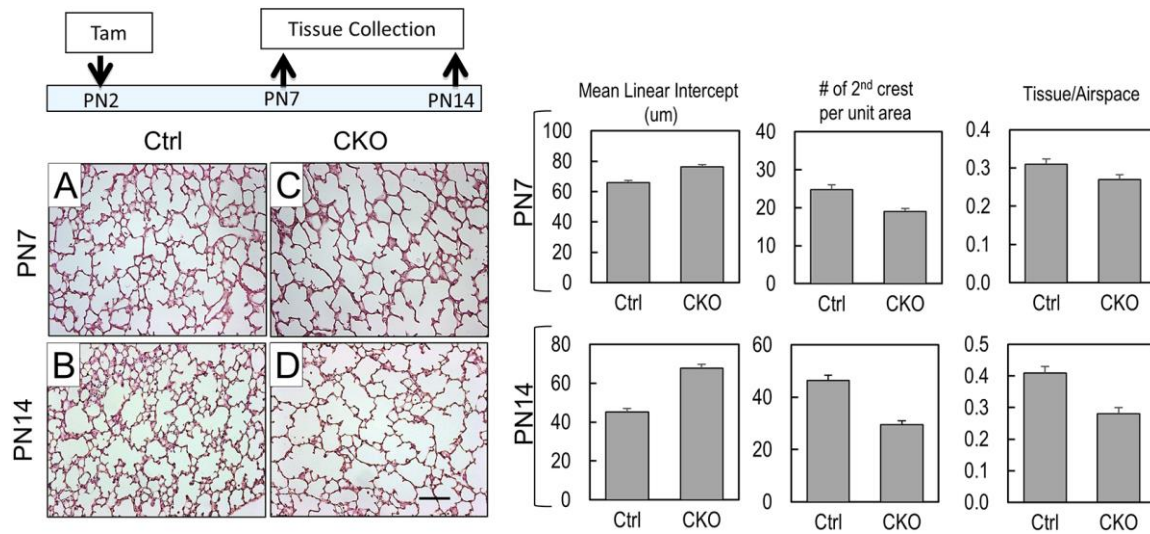 Tam
Tissue Collection
PN2
PN7
PN14
Ctrl
CKO
PN7
PN14
A
C
B
D
Mean Linear Intercept
(um)
# of 2nd crest
per unit area
Tissue/Airspace
PN7
100
80
60
40
20
0
Ctrl
CKO
40
30
20
10
0
Ctrl
CKO
0.4
0.3
0.2
0.1
0.0
Ctrl
CKO
PN14
80
60
40
20
0
Ctrl
CKO
60
40
20
0
Ctrl
CKO
0.5
0.4
0.3
0.2
0.1
0.0
Ctrl
CKO